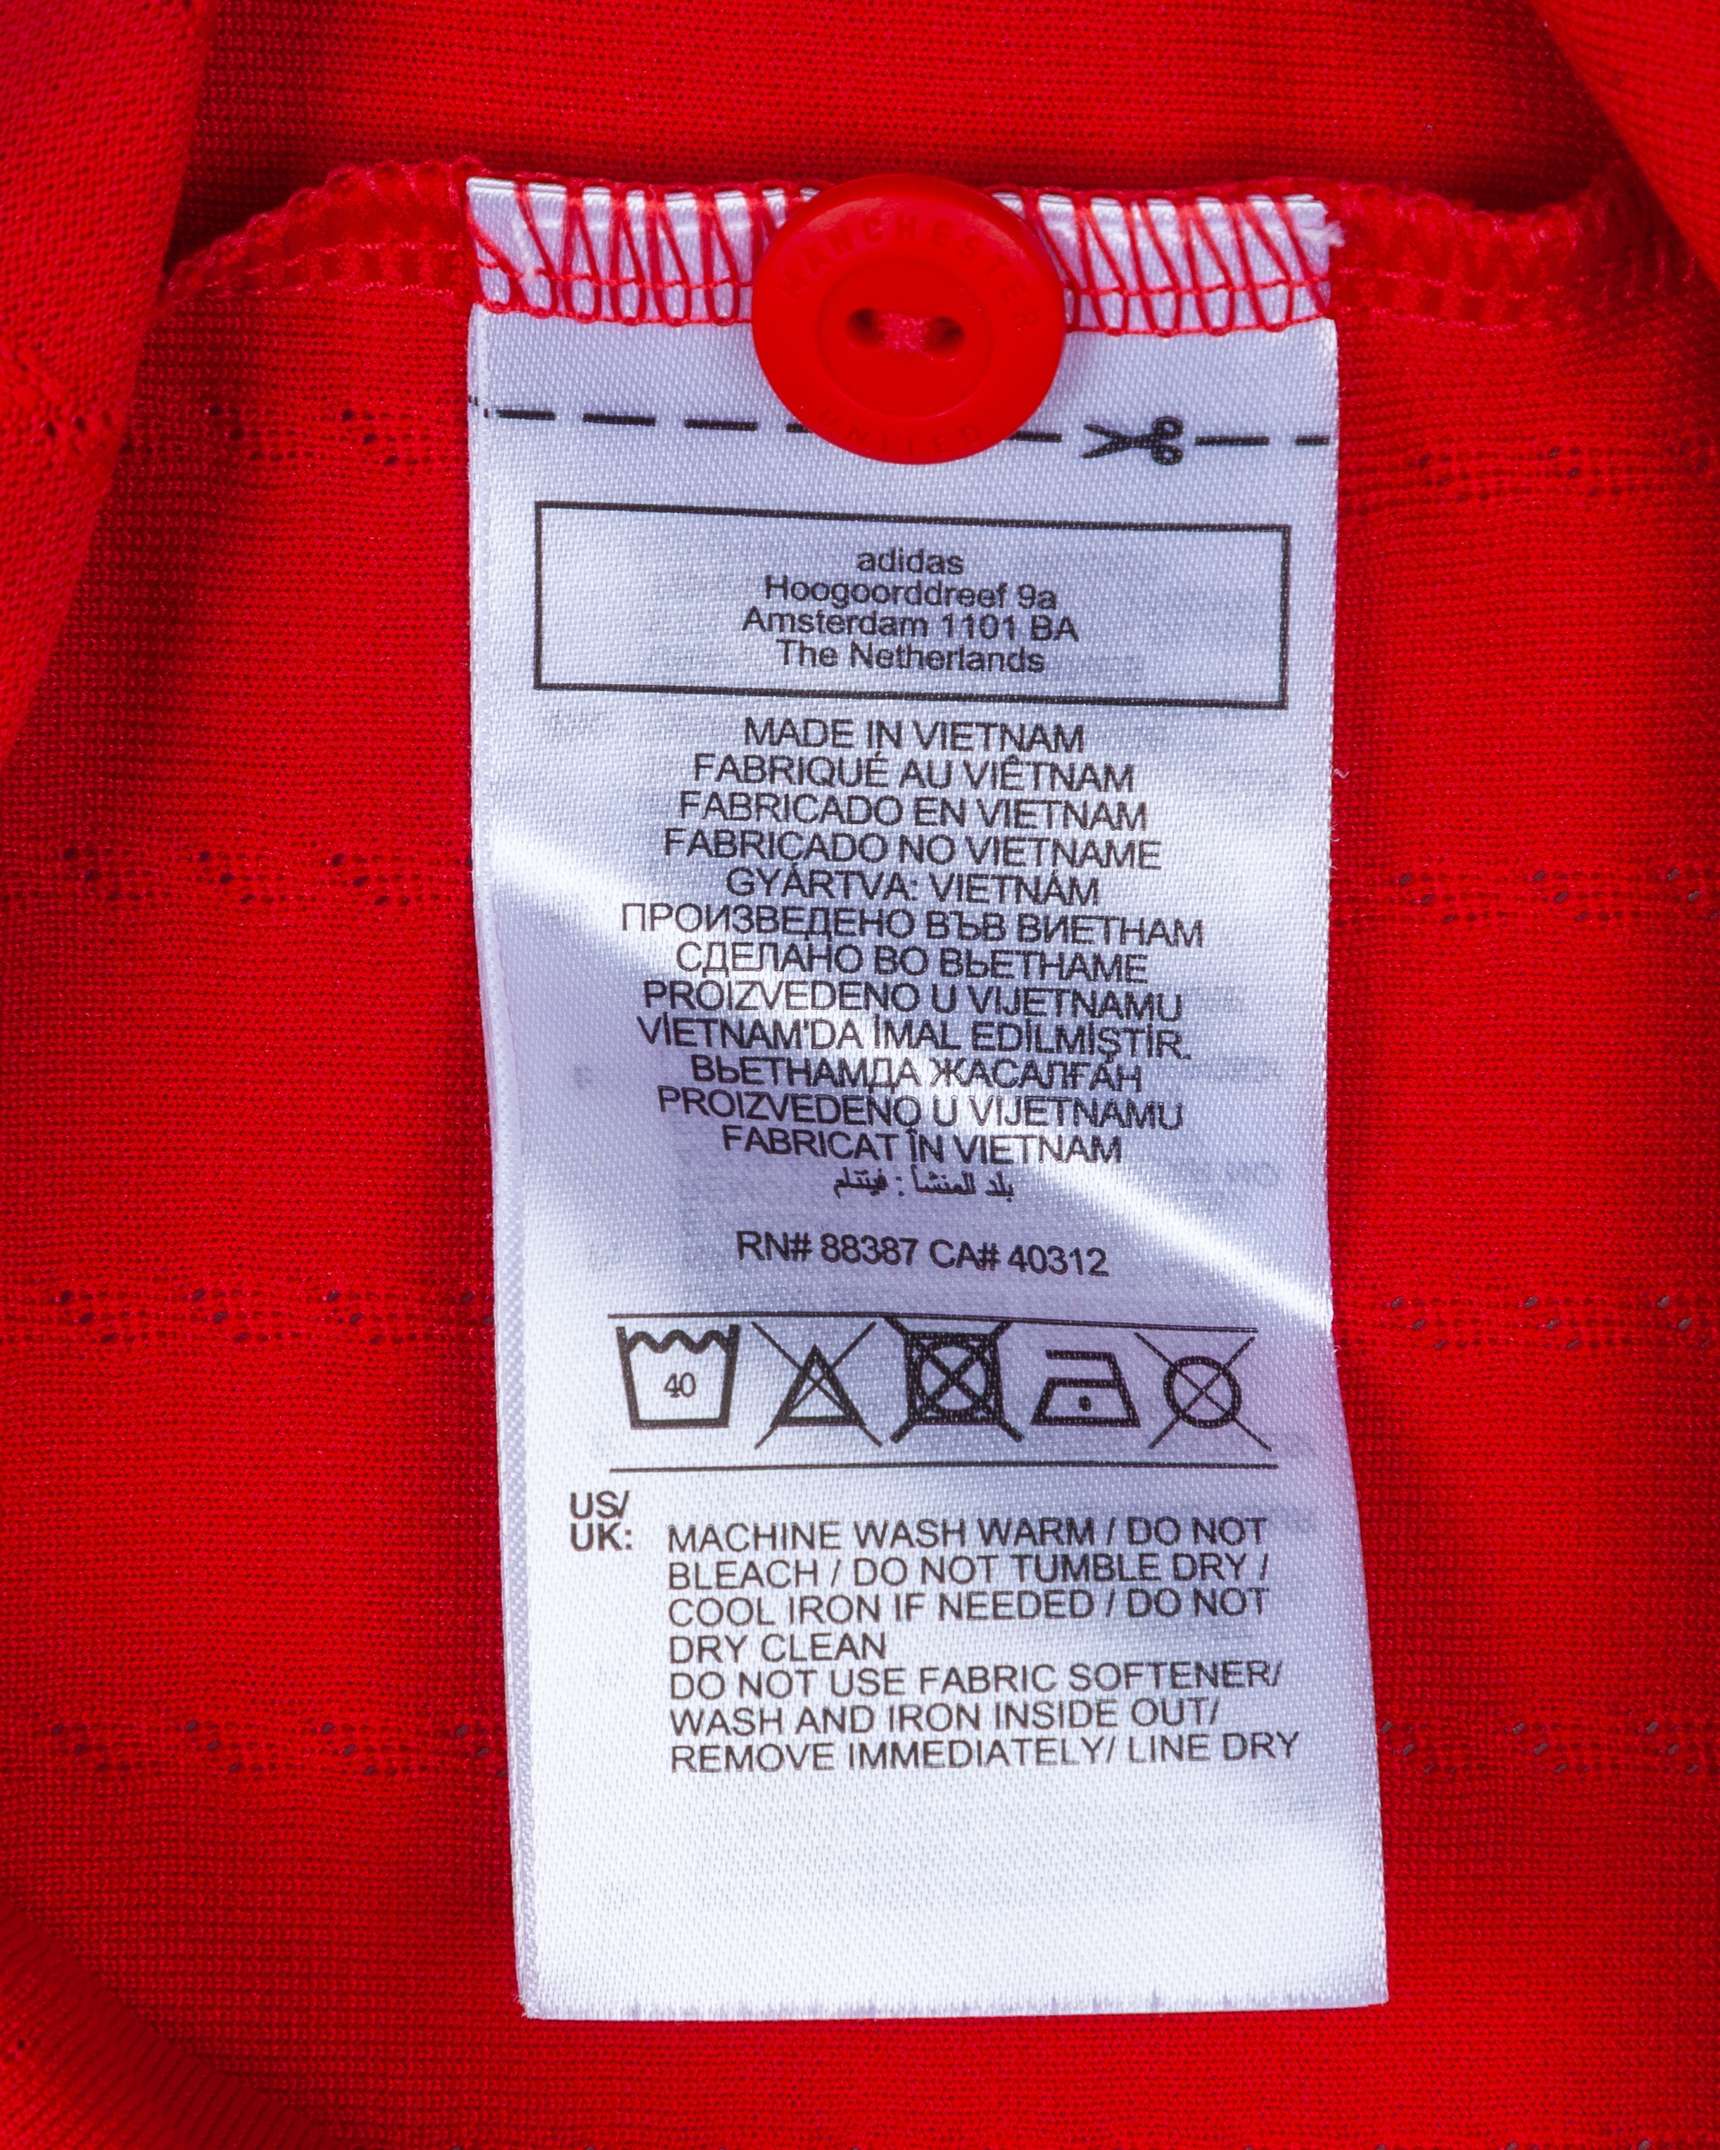 MANCHESTER
UNITED
adidas
Hoogoorddreef 9a
Amsterdam 1101 BA
The Netherlands
MADE IN VIETNAM
FABRIQUÉ AU VIÊTNAM
FABRICADO EN VIETNAM
FABRICADO NO VIETNAME
GYÁRTVA: VIETNÁM
ПРОИЗВЕДЕНО ВЪВ ВИЕТНАМ
СДЕЛАНО ВО ВЬЕТНАМЕ
PROIZVEDENO U VIJETNAMU
VİETNAM'DA İMAL EDİLMİŞTİR.
ВЬЕТНАМДА ЖАСАЛҒАН
PROIZVEDENO U VIJETNAMU
FABRICAT ÎN VIETNAM
بلد المنشأ : فيتنام
RN# 88387 CA# 40312
40
US/
UK: MACHINE WASH WARM / DO NOT
BLEACH / DO NOT TUMBLE DRY /
COOL IRON IF NEEDED / DO NOT
DRY CLEAN
DO NOT USE FABRIC SOFTENER/
WASH AND IRON INSIDE OUT/
REMOVE IMMEDIATELY/ LINE DRY